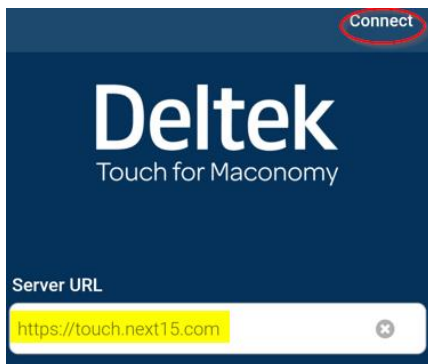 Connect
Deltek
Touch for Maconomy
Server URL
https://touch.next15.com